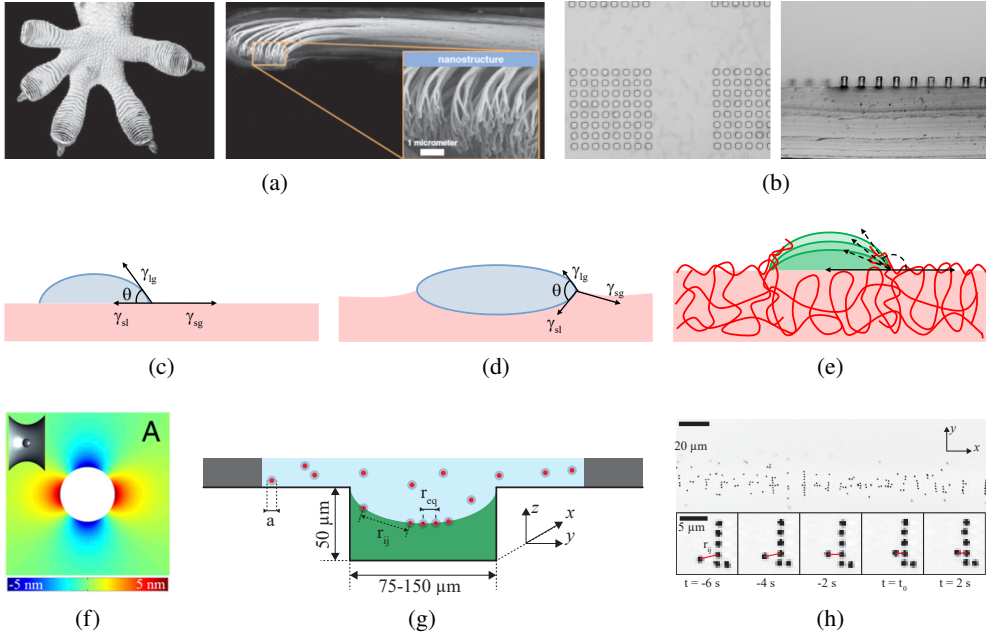 nanostructure
1 micrometer
(a)
(b)
γlg
θ
γsl
γsg
(c)
γlg
θ
γsg
γsl
(d)
(e)
A
-5 nm
5 nm
(f)
a
50 µm
rij
req
z
x
y
75-150 µm
(g)
20 µm
y
x
5 µm
rij
t = -6 s
-4 s
-2 s
t = t0
t = 2 s
(h)